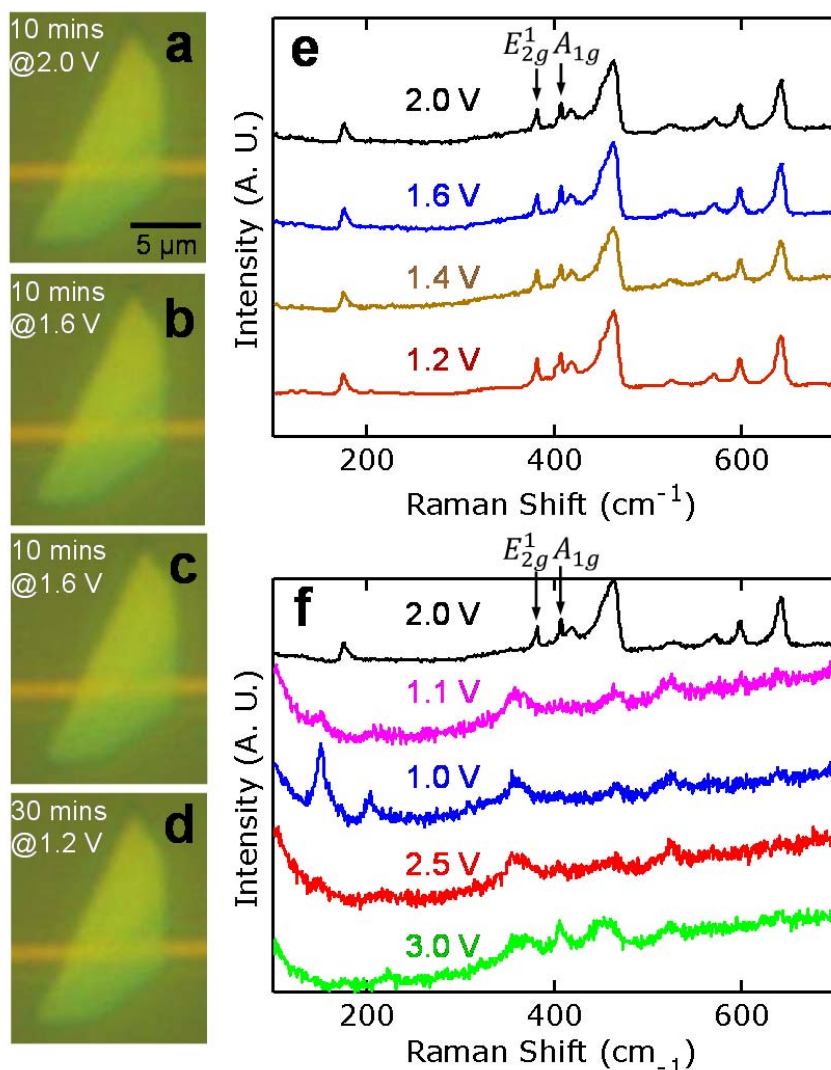 10 mins
@2.0 V
a
5 µm
10 mins
@1.6 V
b
10 mins
@1.6 V
c
30 mins
@1.2 V
d
e
E¹₂g A₁g
2.0 V
1.6 V
1.4 V
1.2 V
Intensity (A. U.)
200 400 600
Raman Shift (cm⁻¹)
f
E¹₂g A₁g
2.0 V
1.1 V
1.0 V
2.5 V
3.0 V
Intensity (A. U.)
200 400 600
Raman Shift (cm₋₁)